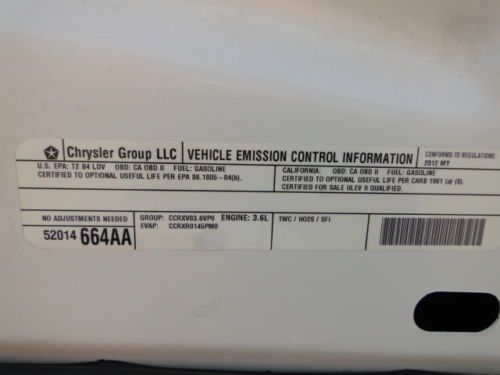 Chrysler Group LLC VEHICLE EMISSION CONTROL INFORMATION CONFORMS TO REGULATIONS:
2012 MY
U.S. EPA: T2 B4 LDV OBD: CA OBD II FUEL: GASOLINE
CERTIFIED TO OPTIONAL USEFUL LIFE PER EPA 86.1805-04(b).
CALIFORNIA: OBD: CA OBD II FUEL: GASOLINE
CERTIFIED TO OPTIONAL USEFUL LIFE PER CARB 1961 (a) (8).
CERTIFIED FOR SALE ULEV II QUALIFIED.
NO ADJUSTMENTS NEEDED
52014 664AA
GROUP: CCRXV03.6VP0 ENGINE: 3.6L
EVAP: CCRXR0145PM0
TWC / HO2S / SFI